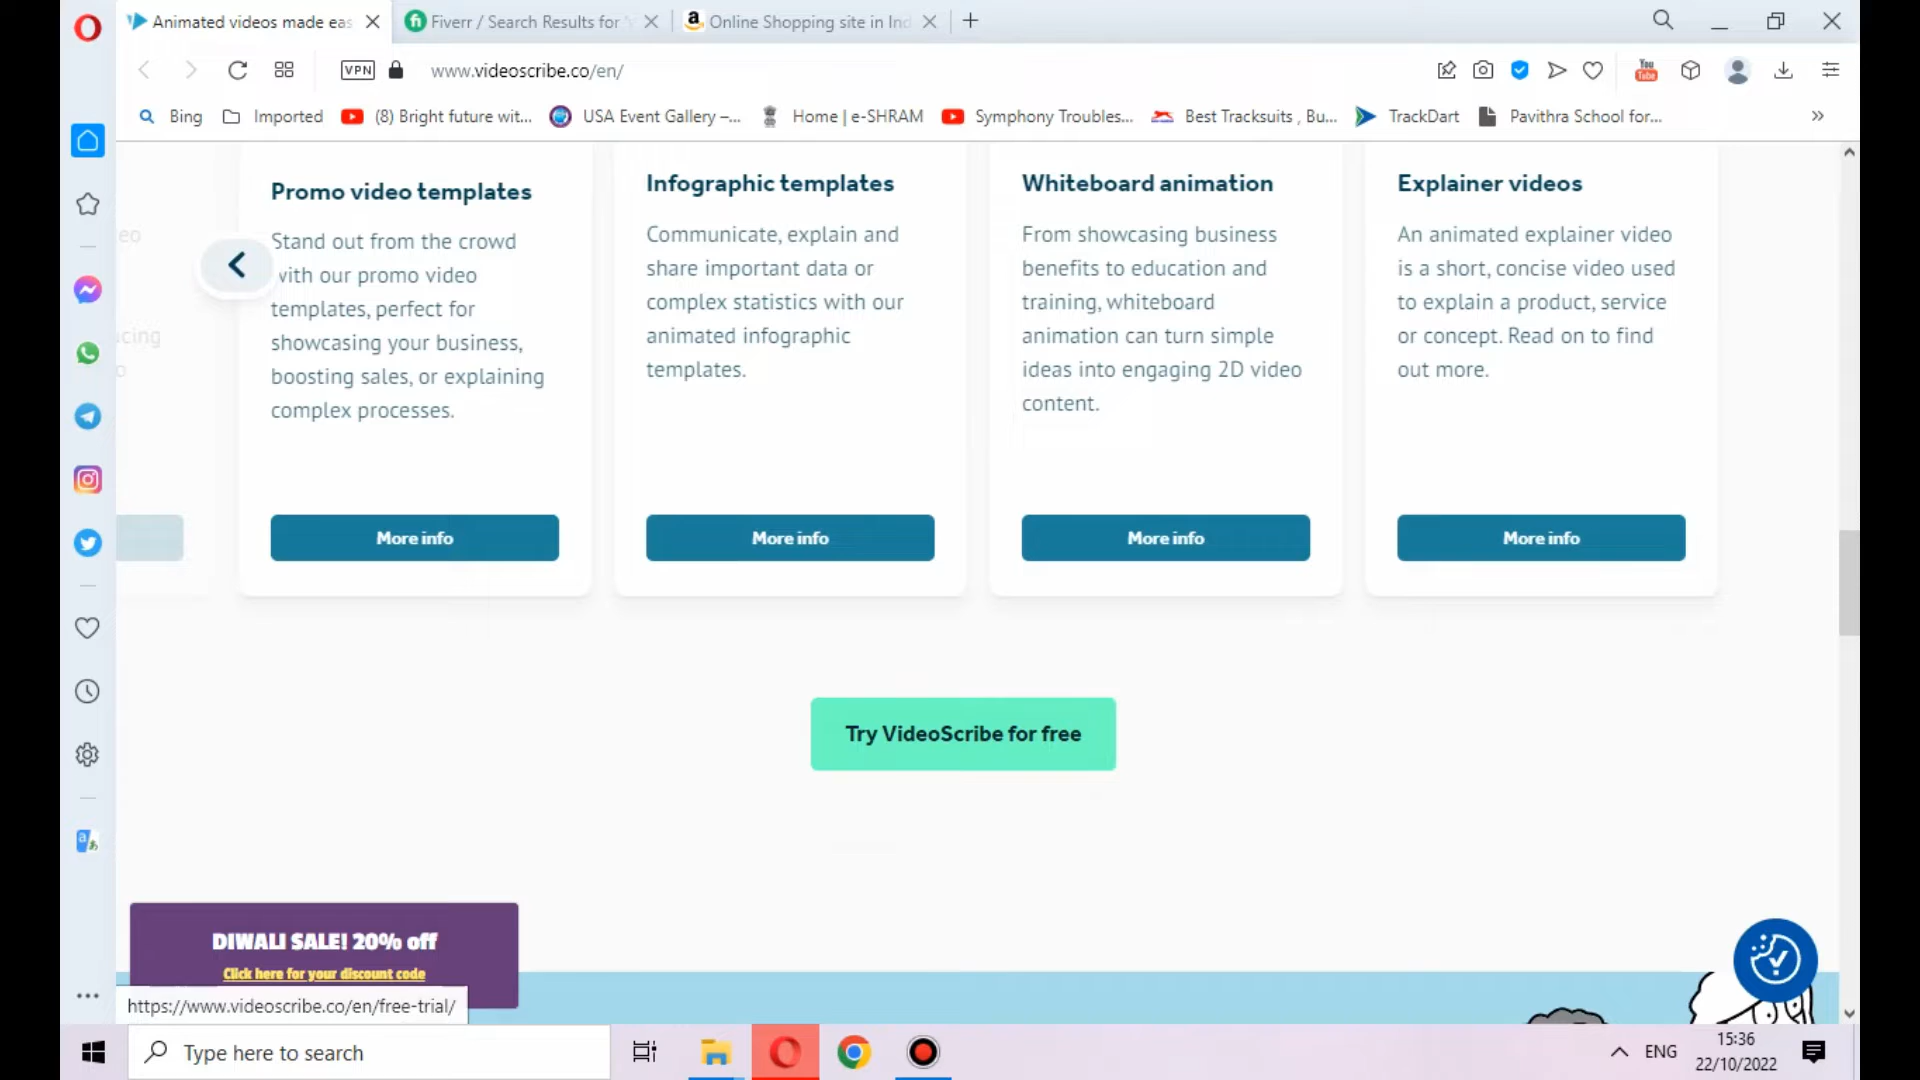 Animated videos made eas
Fiverr / Search Results for
Online Shopping site in Ind
VPN
www.videoscribe.co/en/
You
Tube
Bing
Imported
(8) Bright future wit...
USA Event Gallery –...
Home | e-SHRAM
Symphony Troubles...
Best Tracksuits , Bu...
TrackDart
Pavithra School for...
»
eo
icing
o
Promo video templates
Stand out from the crowd
with our promo video
templates, perfect for
showcasing your business,
boosting sales, or explaining
complex processes.
More info
Infographic templates
Communicate, explain and
share important data or
complex statistics with our
animated infographic
templates.
More info
Whiteboard animation
From showcasing business
benefits to education and
training, whiteboard
animation can turn simple
ideas into engaging 2D video
content.
More info
Explainer videos
An animated explainer video
is a short, concise video used
to explain a product, service
or concept. Read on to find
out more.
More info
Try VideoScribe for free
DIWALI SALE! 20% off
Click here for your discount code
https://www.videoscribe.co/en/free-trial/
Type here to search
ENG
15:36
22/10/2022